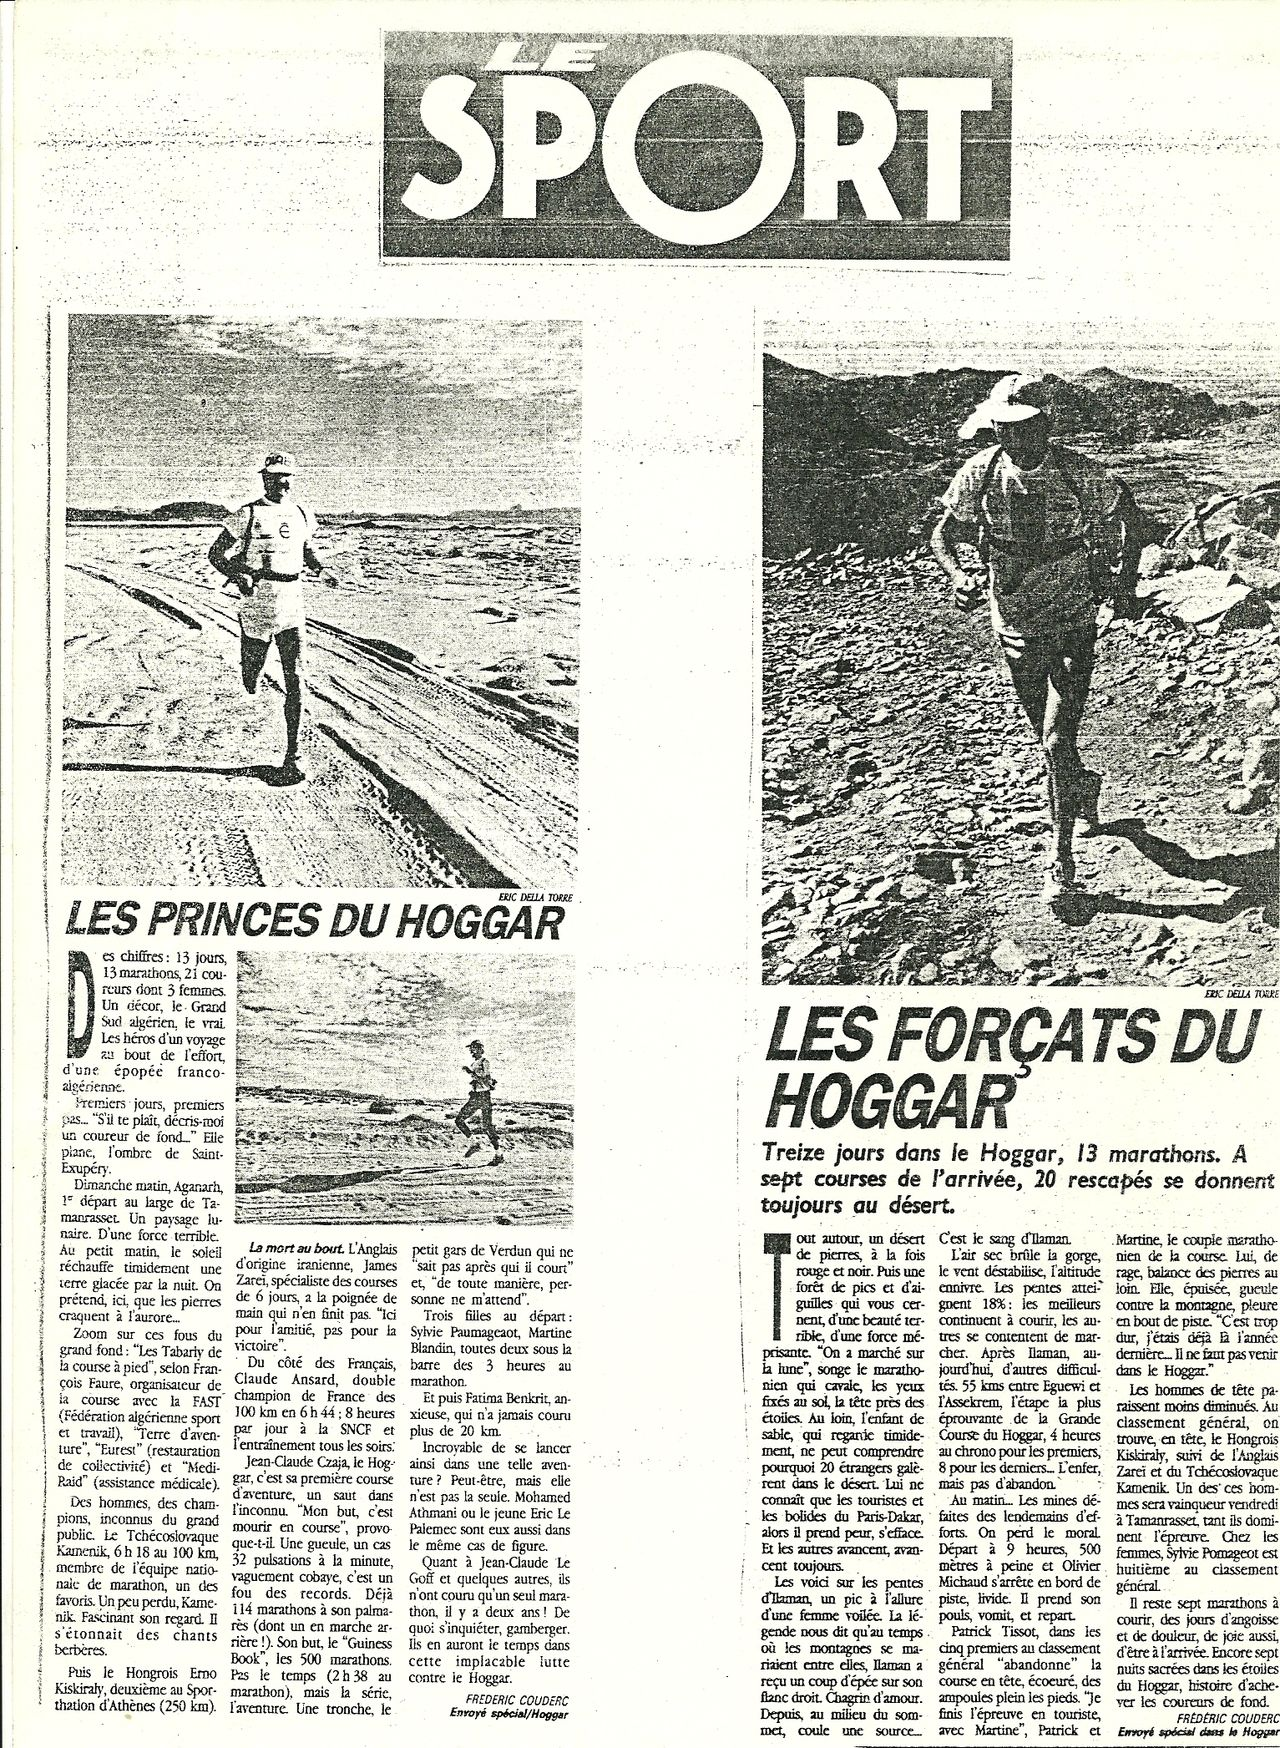 LE
SPORT
ERIC DELLA TORRE
LES PRINCES DU HOGGAR
Des chiffres : 13 jours,
13 marathons, 21 cou-
reurs dont 3 femmes.
Un décor, le Grand
Sud algérien, le vrai.
Les héros d'un voyage
au bout de l'effort,
d'une épopée franco-
algérienne.
Premiers jours, premiers
pas... "S'il te plaît, décris-moi
un coureur de fond..." Elle
plane, l'ombre de Saint-
Exupéry.
Dimanche matin, Aganarh,
1er départ au large de Ta-
manrasset. Un paysage lu-
naire. D'une force terrible.
Au petit matin, le soleil
réchauffe timidement une
terre glacée par la nuit. On
prétend, ici, que les pierres
craquent à l'aurore...
Zoom sur ces fous du
grand fond : "Les Tabarly de
la course à pied", selon Fran-
çois Faure, organisateur de
la course avec la FAST
(Fédération algérienne sport
et travail), "Terre d'aven-
ture", "Eurest" (restauration
de collectivité) et "Medi-
Raid" (assistance médicale).
Des hommes, des cham-
pions, inconnus du grand
public. Le Tchécoslovaque
Kamenik, 6 h 18 au 100 km,
membre de l'équipe natio-
nale de marathon, un des
favoris. Un peu perdu, Kame-
nik. Fascinant son regard. Il
s'étonnait des chants
berbères.
Puis le Hongrois Erno
Kiskiraly, deuxième au Spor-
thation d'Athènes (250 km).
La mort au bout. L'Anglais
d'origine iranienne, James
Zarei, spécialiste des courses
de 6 jours, a la poignée de
main qui n'en finit pas. "Ici
pour l'amitié, pas pour la
victoire".
Du côté des Français,
Claude Ansard, double
champion de France des
100 km en 6 h 44 ; 8 heures
par jour à la SNCF et
l'entraînement tous les soirs.
Jean-Claude Czaja, le Hog-
gar, c'est sa première course
d'aventure, un saut dans
l'inconnu. "Mon but, c'est
mourir en course", provo-
que-t-il. Une gueule, un cas
32 pulsations à la minute,
vaguement cobaye, c'est un
fou des records. Déjà
114 marathons à son palma-
rès (dont un en marche ar-
rière !). Son but, le "Guiness
Book", les 500 marathons.
Pas le temps (2 h 38 au
marathon), mais la série,
l'aventure. Une tronche, le
petit gars de Verdun qui ne
"sait pas après qui il court"
et, "de toute manière, per-
sonne ne m'attend".
Trois filles au départ :
Sylvie Paumageaot, Martine
Blandin, toutes deux sous la
barre des 3 heures au
marathon.
Et puis Fatima Benkrit, an-
xieuse, qui n'a jamais couru
plus de 20 km.
Incroyable de se lancer
ainsi dans une telle aven-
ture ? Peut-être, mais elle
n'est pas la seule. Mohamed
Athmani ou le jeune Eric Le
Palemec sont eux aussi dans
le même cas de figure.
Quant à Jean-Claude Le
Goff et quelques autres, ils
n'ont couru qu'un seul mara-
thon, il y a deux ans ! De
quoi s'inquiéter, gamberger.
Ils en auront le temps dans
cette implacable lutte
contre le Hoggar.
FREDERIC COUDERC
Envoyé spécial/Hoggar
ERIC DELLA TORRE
LES FORÇATS DU
HOGGAR
Treize jours dans le Hoggar, 13 marathons. A
sept courses de l'arrivée, 20 rescapés se donnent
toujours au désert.
Tout autour, un désert
de pierres, à la fois
rouge et noir. Puis une
forêt de pics et d'ai-
guilles qui vous cer-
nent, d'une beauté ter-
rible, d'une force mé-
prisante. "On a marché sur
la lune", songe le maratho-
nien qui cavale, les yeux
fixés au sol, la tête près des
étoiles. Au loin, l'enfant de
sable, qui regarde timide-
ment, ne peut comprendre
pourquoi 20 étrangers galè-
rent dans le désert. Lui ne
connaît que les touristes et
les bolides du Paris-Dakar,
alors il prend peur, s'efface.
Et les autres avancent, avan-
cent toujours.
Les voici sur les pentes
d'Ilaman, un pic à l'allure
d'une femme voilée. La lé-
gende nous dit qu'au temps
où les montagnes se ma-
riaient entre elles, Ilaman a
reçu un coup d'épée sur son
flanc droit. Chagrin d'amour.
Depuis, au milieu du som-
met, coule une source...
C'est le sang d'Ilaman.
L'air sec brûle la gorge,
le vent déstabilise, l'altitude
ennivre. Les pentes attei-
gnent 18% : les meilleurs
continuent à courir, les au-
tres se contentent de mar-
cher. Après Ilaman, au-
jourd'hui, d'autres difficul-
tés. 55 kms entre Eguewi et
l'Assekrem, l'étape la plus
éprouvante de la Grande
Course du Hoggar, 4 heures
au chrono pour les premiers,
8 pour les derniers... L'enfer,
mais pas d'abandon.
Au matin... Les mines dé-
faites des lendemains d'ef-
forts. On perd le moral.
Départ à 9 heures, 500
mètres à peine et Olivier
Michaud s'arrête en bord de
piste, livide. Il prend son
pouls, vomit, et repart.
Patrick Tissot, dans les
cinq premiers au classement
général "abandonne" la
course en tête, écoeuré, des
ampoules plein les pieds. "Je
finis l'épreuve en touriste,
avec Martine", Patrick et
Martine, le couple maratho-
nien de la course. Lui, de
rage, balance des pierres au
loin. Elle, épuisée, gueule
contre la montagne, pleure
en bout de piste. "C'est trop
dur, j'étais déjà là l'année
dernière... Il ne faut pas venir
dans le Hoggar."
Les hommes de tête pa-
raissent moins diminués. Au
classement général, on
trouve, en tête, le Hongrois
Kiskiraly, suivi de l'Anglais
Zarei et du Tchécoslovaque
Kamenik. Un des ces hom-
mes sera vainqueur vendredi
à Tamanrasset, tant ils domi-
nent l'épreuve. Chez les
femmes, Sylvie Pomageot est
huitième au classement
général.
Il reste sept marathons à
courir, des jours d'angoisse
et de douleur, de joie aussi,
d'être à l'arrivée. Encore sept
nuits sacrées dans les étoiles
du Hoggar, histoire d'ache-
ver les coureurs de fond.
FRÉDÉRIC COUDERC
Envoyé spécial dans le Hoggar